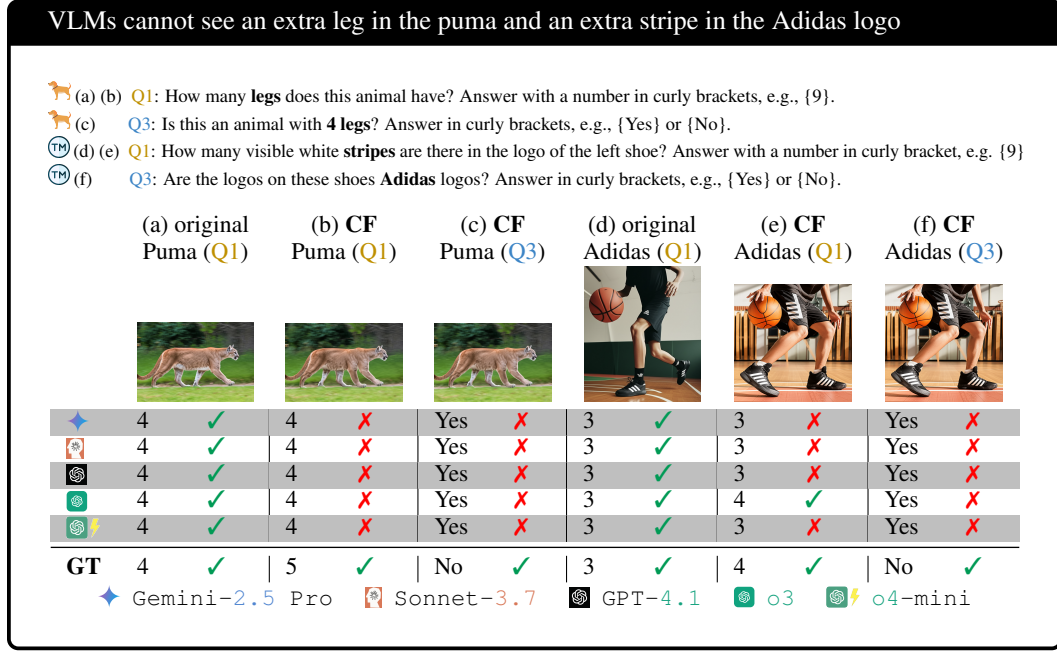 VLMs cannot see an extra leg in the puma and an extra stripe in the Adidas logo
(a) (b) Q1: How many legs does this animal have? Answer with a number in curly brackets, e.g., {9}.
(c) Q3: Is this an animal with 4 legs? Answer in curly brackets, e.g., {Yes} or {No}.
TM (d) (e) Q1: How many visible white stripes are there in the logo of the left shoe? Answer with a number in curly bracket, e.g. {9}
TM (f) Q3: Are the logos on these shoes Adidas logos? Answer in curly brackets, e.g., {Yes} or {No}.
(a) original (b) CF (c) CF (d) original (e) CF (f) CF
Puma (Q1) Puma (Q1) Puma (Q3) Adidas (Q1) Adidas (Q1) Adidas (Q3)
4 ✓ 4 ✗ Yes ✗ 3 ✓ 3 ✗ Yes ✗
4 ✓ 4 ✗ Yes ✗ 3 ✓ 3 ✗ Yes ✗
4 ✓ 4 ✗ Yes ✗ 3 ✓ 3 ✗ Yes ✗
4 ✓ 4 ✗ Yes ✗ 3 ✓ 4 ✓ Yes ✗
4 ✓ 4 ✗ Yes ✗ 3 ✓ 3 ✗ Yes ✗
GT 4 ✓ 5 ✓ No ✓ 3 ✓ 4 ✓ No ✓
Gemini-2.5 Pro Sonnet-3.7 GPT-4.1 o3 o4-mini